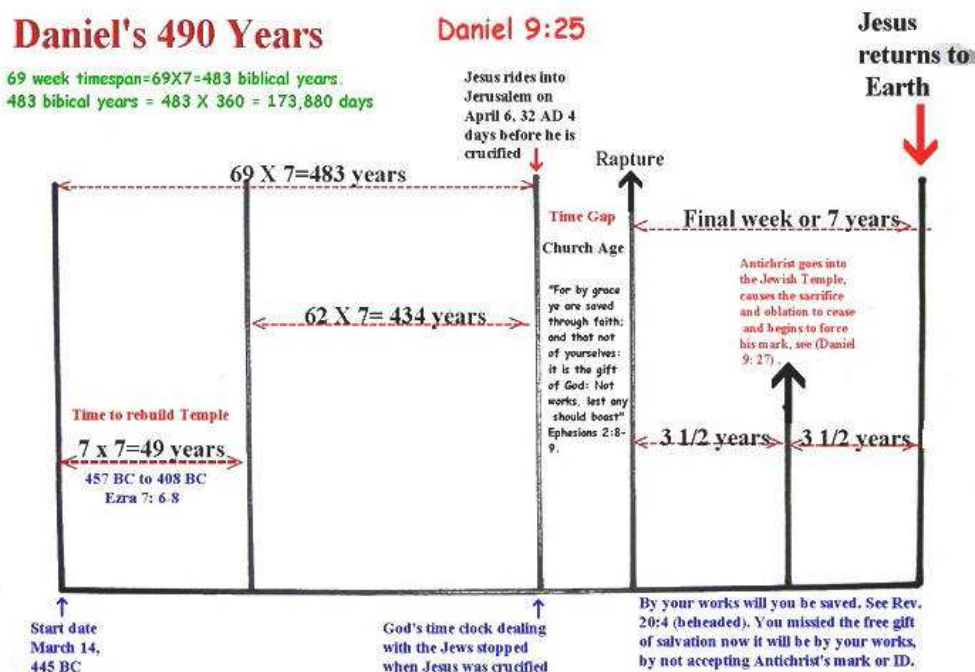 Daniel's 490 Years
Daniel 9:25
Jesus
returns to
Earth
69 week timespan=69X7=483 biblical years.
483 bibical years = 483 X 360 = 173,880 days
Jesus rides into
Jerusalem on
April 6, 32 AD 4
days before he is
crucified
Rapture
69 X 7=483 years
Time Gap
Church Age
"For by grace
ye are saved
through faith;
and that not
of yourselves:
it is the gift
of God: Not
works, lest any
should boast"
Ephesians 2:8-
9.
Final week or 7 years
Antichrist goes into
the Jewish Temple,
causes the sacrifice
and oblation to cease
and begins to force
his mark, see (Daniel
9: 27) .
62 X 7= 434 years
Time to rebuild Temple
7 x 7=49 years
457 BC to 408 BC
Ezra 7: 6-8
3 1/2 years
3 1/2 years
Start date
March 14,
445 BC
God's time clock dealing
with the Jews stopped
when Jesus was crucified
By your works will you be saved. See Rev.
20:4 (beheaded). You missied the free gift
of salvation now it will be by your works,
by not accepting Antichrist's mark or ID.